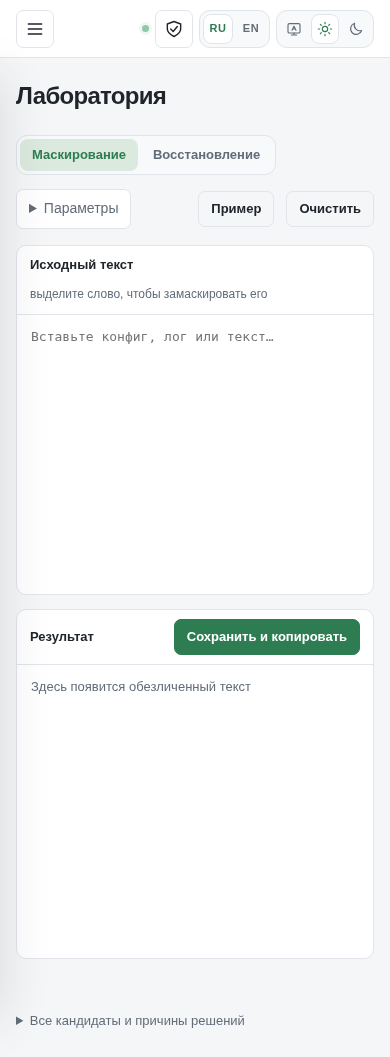 RU EN
Лаборатория
Маскирование Восстановление
Параметры Пример Очистить
Исходный текст
выделите слово, чтобы замаскировать его
Вставьте конфиг, лог или текст…
Результат Сохранить и копировать
Здесь появится обезличенный текст
Все кандидаты и причины решений